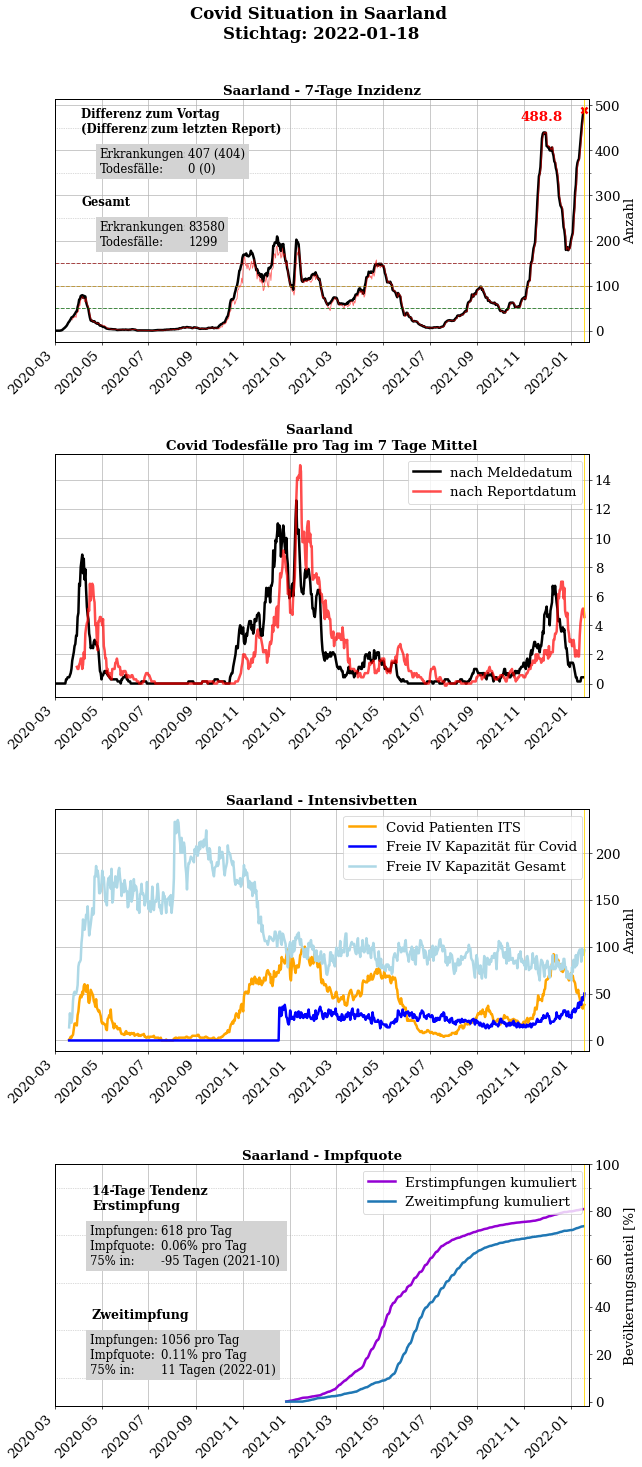 Covid Situation in Saarland
Stichtag: 2022-01-18
Saarland - 7-Tage Inzidenz
Differenz zum Vortag
(Differenz zum letzten Report)
Erkrankungen 407 (404)
Todesfälle: 0 (0)
Gesamt
Erkrankungen 83580
Todesfälle: 1299
488.8
500
400
300
200
100
0
Anzahl
2020-03 2020-05 2020-07 2020-09 2020-11 2021-01 2021-03 2021-05 2021-07 2021-09 2021-11 2022-01
Saarland
Covid Todesfälle pro Tag im 7 Tage Mittel
nach Meldedatum
nach Reportdatum
14
12
10
8
6
4
2
0
2020-03 2020-05 2020-07 2020-09 2020-11 2021-01 2021-03 2021-05 2021-07 2021-09 2021-11 2022-01
Saarland - Intensivbetten
Covid Patienten ITS
Freie IV Kapazität für Covid
Freie IV Kapazität Gesamt
200
150
100
50
0
Anzahl
2020-03 2020-05 2020-07 2020-09 2020-11 2021-01 2021-03 2021-05 2021-07 2021-09 2021-11 2022-01
Saarland - Impfquote
14-Tage Tendenz
Erstimpfung
Impfungen: 618 pro Tag
Impfquote: 0.06% pro Tag
75% in: -95 Tagen (2021-10)
Zweitimpfung
Impfungen: 1056 pro Tag
Impfquote: 0.11% pro Tag
75% in: 11 Tagen (2022-01)
Erstimpfungen kumuliert
Zweitimpfung kumuliert
100
80
60
40
20
0
Bevölkerungsanteil [%]
2020-03 2020-05 2020-07 2020-09 2020-11 2021-01 2021-03 2021-05 2021-07 2021-09 2021-11 2022-01